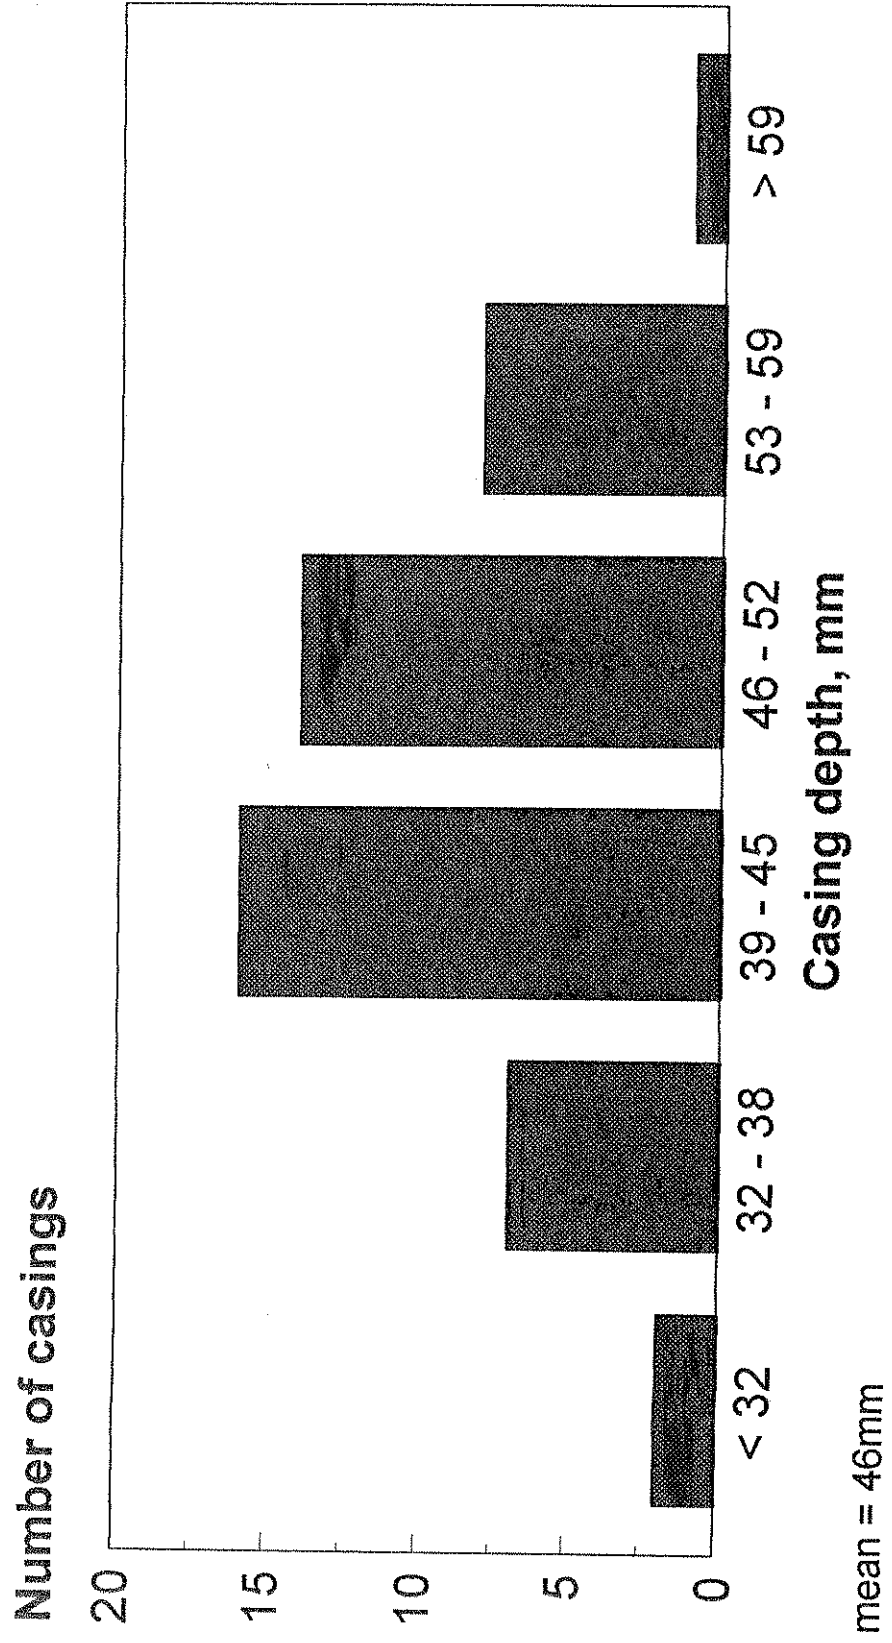 Number of casings
20
15
10
5
0
< 32
32 - 38
39 - 45
46 - 52
53 - 59
> 59
Casing depth, mm
mean = 46mm